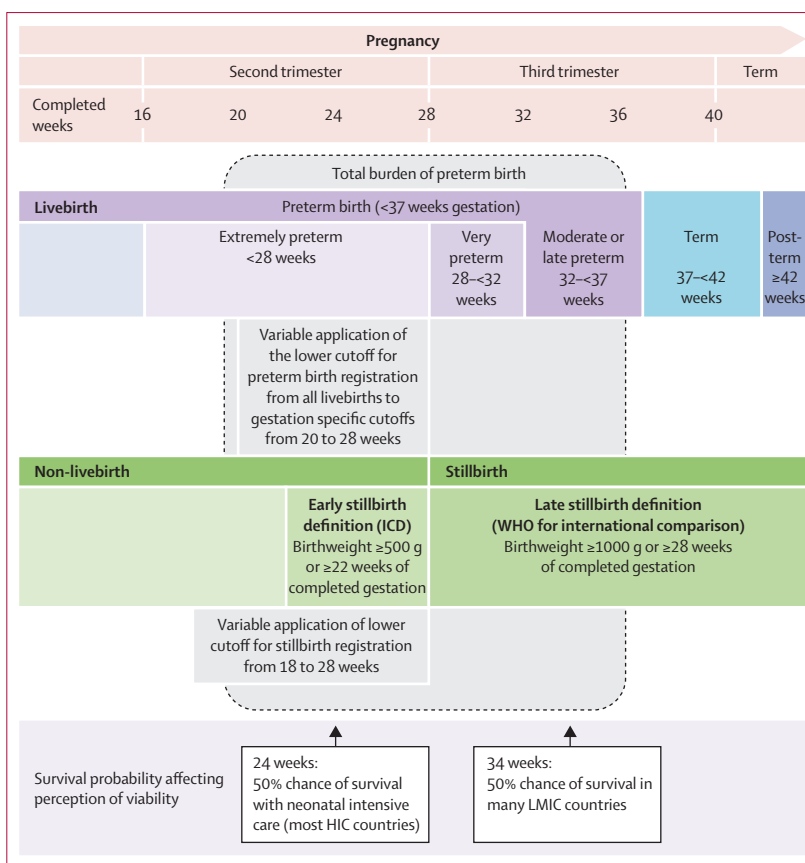 Pregnancy
Second trimester
Third trimester
Term
Completed
weeks
16
20
24
28
32
36
40
Total burden of preterm birth
Livebirth
Preterm birth (<37 weeks gestation)
Extremely preterm
<28 weeks
Very
preterm
28–<32
weeks
Moderate or
late preterm
32–<37
weeks
Term
37–<42
weeks
Post-
term
≥42
weeks
Variable application of
the lower cutoff for
preterm birth registration
from all livebirths to
gestation specific cutoffs
from 20 to 28 weeks
Non-livebirth
Stillbirth
Early stillbirth
definition (ICD)
Birthweight ≥500 g
or ≥22 weeks of
completed gestation
Late stillbirth definition
(WHO for international comparison)
Birthweight ≥1000 g or ≥28 weeks
of completed gestation
Variable application of lower
cutoff for stillbirth registration
from 18 to 28 weeks
Survival probability affecting
perception of viability
24 weeks:
50% chance of survival
with neonatal intensive
care (most HIC countries)
34 weeks:
50% chance of survival in
many LMIC countries